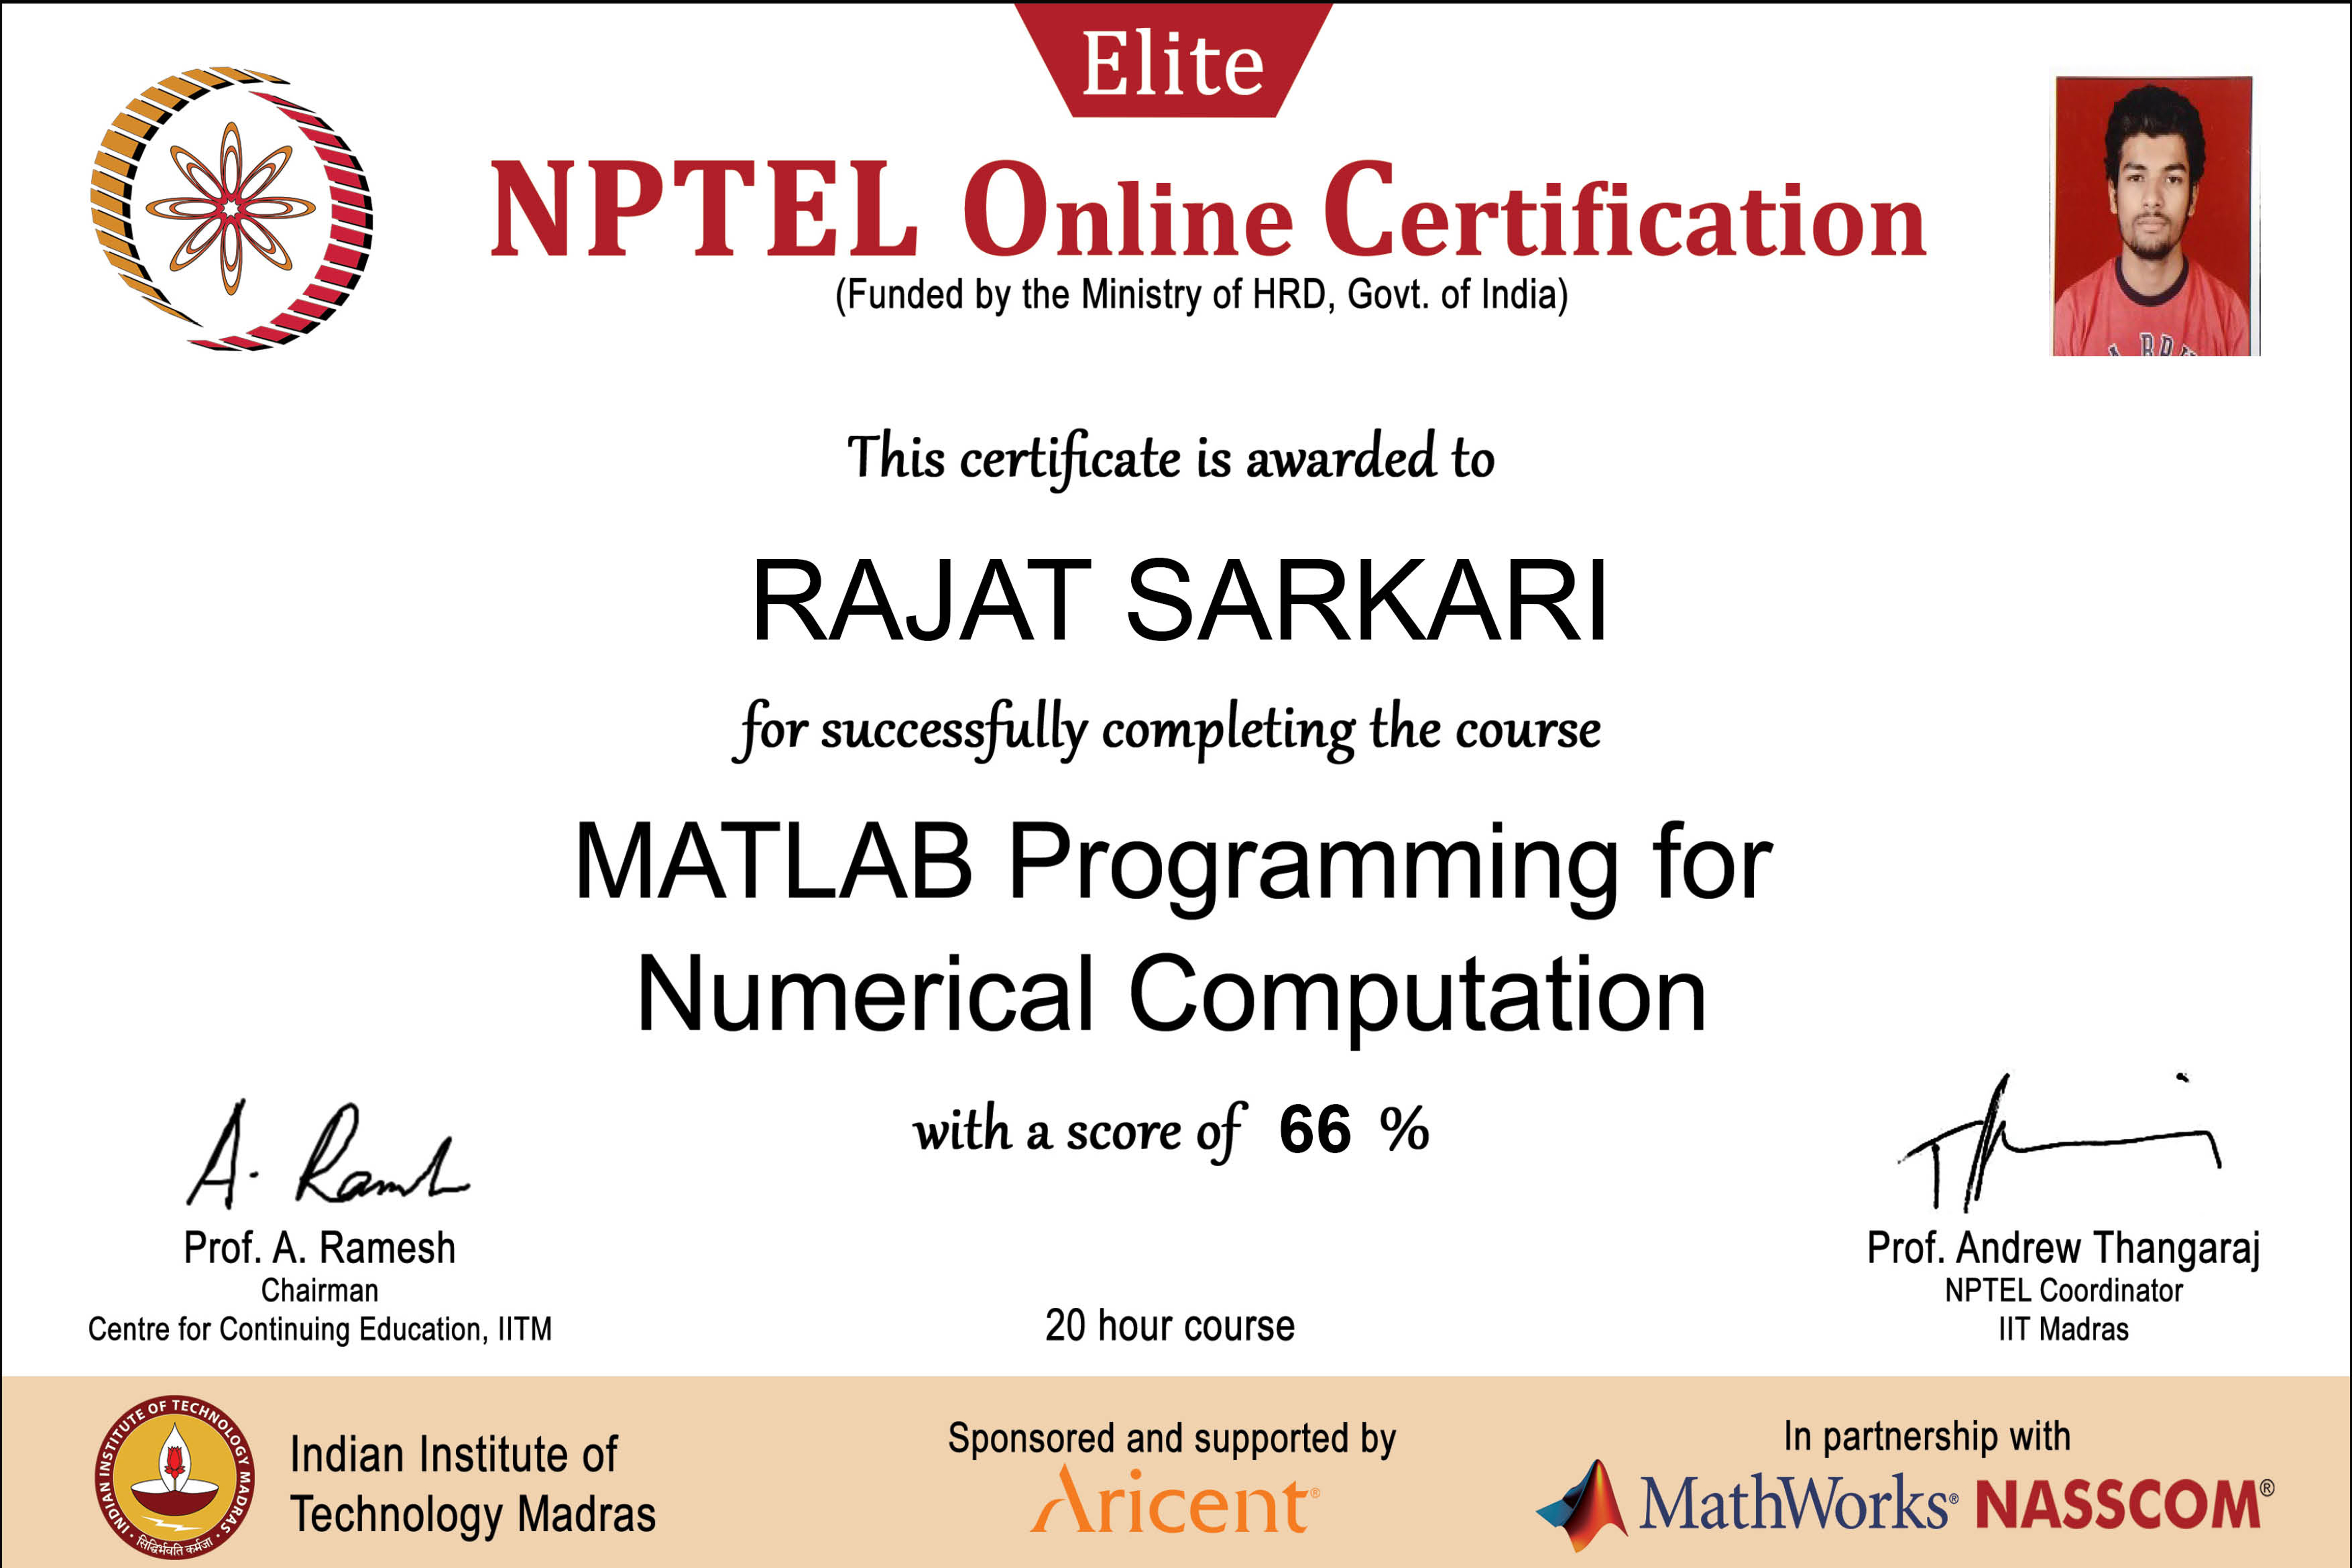 Elite
NPTEL Online Certification
(Funded by the Ministry of HRD, Govt. of India)
This certificate is awarded to
RAJAT SARKARI
for successfully completing the course
MATLAB Programming for
Numerical Computation
with a score of 66 %
Prof. A. Ramesh
Chairman
Centre for Continuing Education, IITM
20 hour course
Prof. Andrew Thangaraj
NPTEL Coordinator
IIT Madras
INDIAN INSTITUTE OF TECHNOLOGY MADRAS
सिद्धिर्भवति कर्मजा
Indian Institute of
Technology Madras
Sponsored and supported by
Aricent®
In partnership with
MathWorks® NASSCOM®